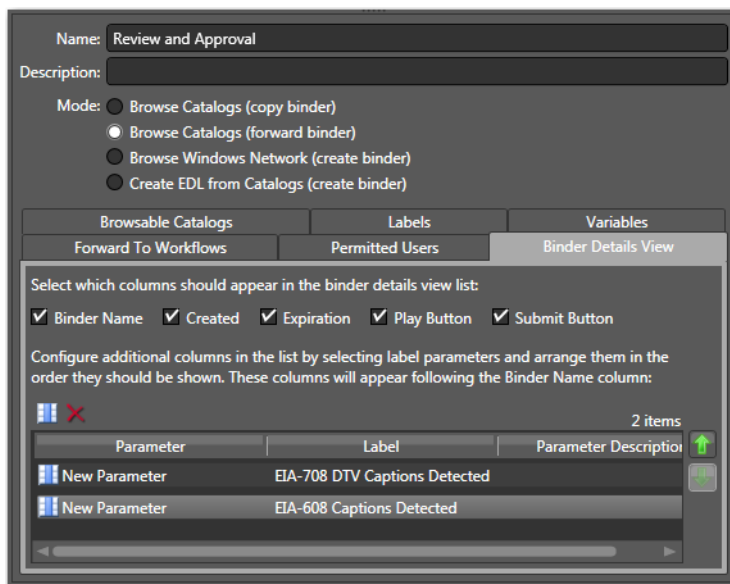 Name: Review and Approval
Description:
Mode: Browse Catalogs (copy binder)
Browse Catalogs (forward binder)
Browse Windows Network (create binder)
Create EDL from Catalogs (create binder)
Browsable Catalogs Labels Variables
Forward To Workflows Permitted Users Binder Details View
Select which columns should appear in the binder details view list:
Binder Name Created Expiration Play Button Submit Button
Configure additional columns in the list by selecting label parameters and arrange them in the
order they should be shown. These columns will appear following the Binder Name column:
2 items
Parameter Label Parameter Description
New Parameter EIA-708 DTV Captions Detected
New Parameter EIA-608 Captions Detected